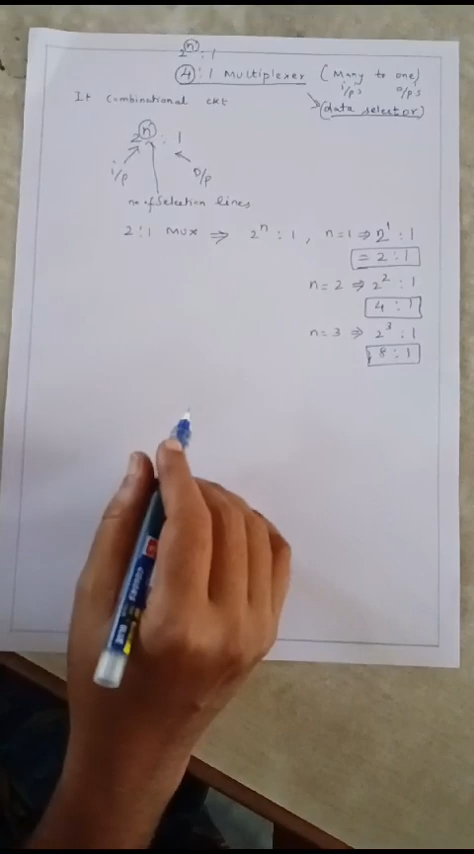 2ⁿ : 1
4 : 1 Multiplexer (Many to one)
i/p s o/p s
It Combinational ckt (data selector)
2ⁿ : 1
i/p o/p
no of Selection lines
2 : 1 MUX ⇒ 2ⁿ : 1 , n = 1 ⇒ 2¹ : 1
= 2 : 1
n = 2 ⇒ 2² : 1
4 : 1
n = 3 ⇒ 2³ : 1
8 : 1